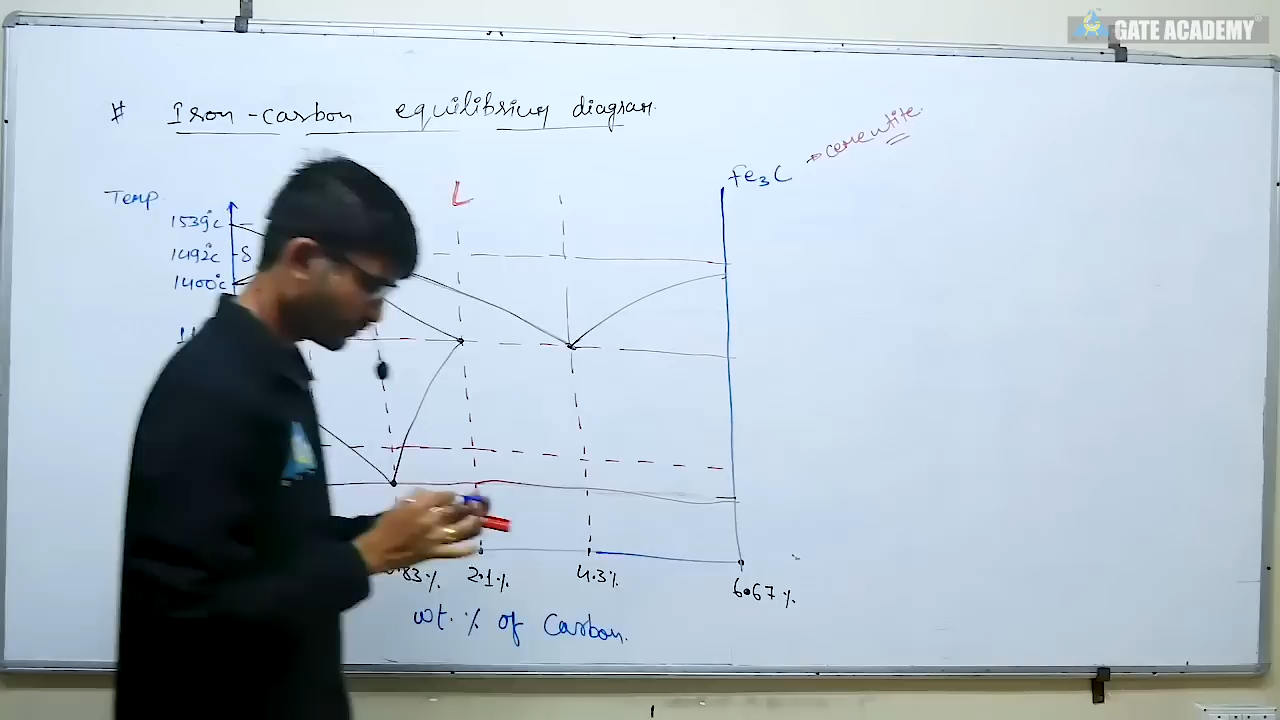 GATE ACADEMY
# Iron-carbon equilibrium diagram.
Fe3C → cementite.
Temp.
L
1539°C
1492°C δ
1400°C
0.83% 2.1% 4.3% 6.67%
wt. % of Carbon.